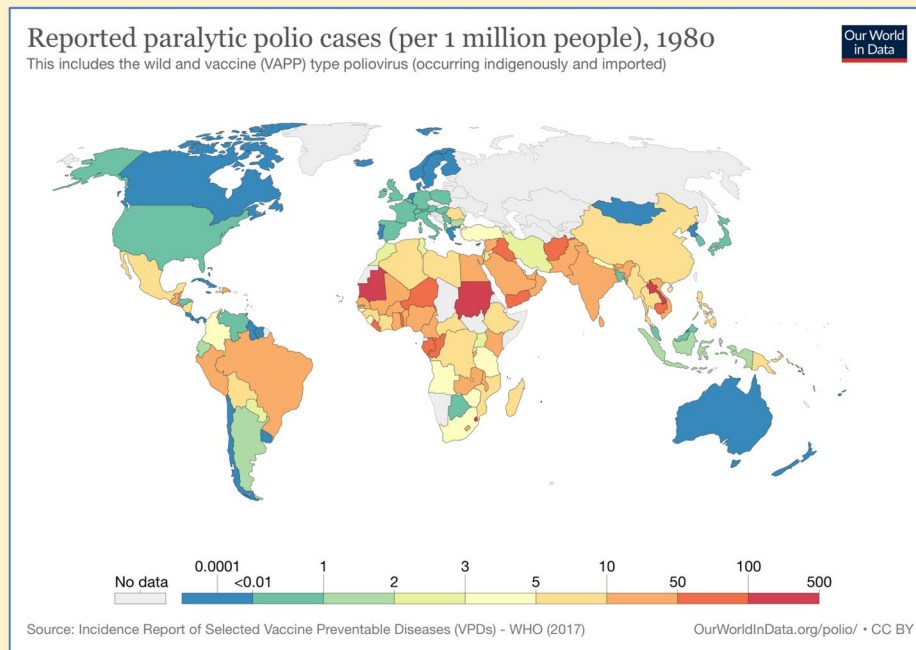 Reported paralytic polio cases (per 1 million people), 1980
Our World
in Data
This includes the wild and vaccine (VAPP) type poliovirus (occurring indigenously and imported)
0.0001 1 3 10 100
No data <0.01 2 5 50 500
Source: Incidence Report of Selected Vaccine Preventable Diseases (VPDs) - WHO (2017) OurWorldInData.org/polio/ • CC BY